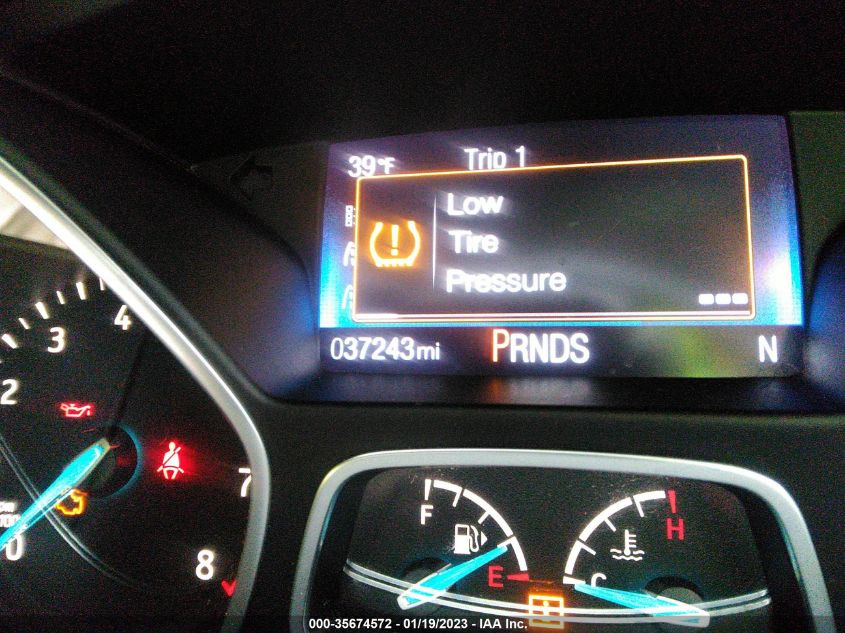 39°F Trip 1
Low
Tire
Pressure
037243mi PRNDS N
4
3
2
7
0
8
F
E
H
C
000-35674572 - 01/19/2023 - IAA Inc.